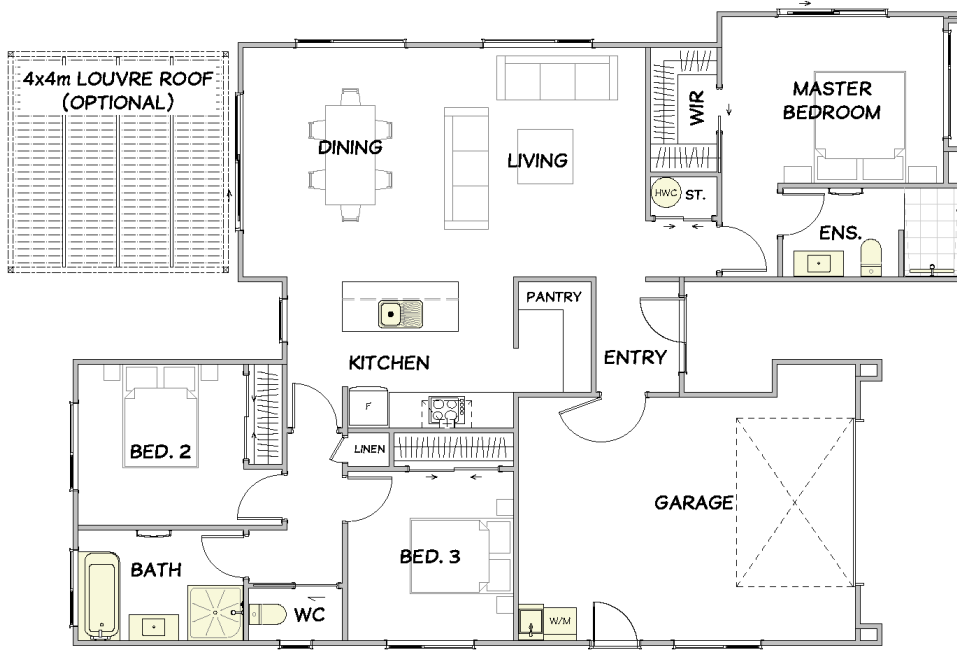 4x4m LOUVRE ROOF
(OPTIONAL)
DINING
LIVING
WIR
MASTER
BEDROOM
HWC
ST.
ENS.
PANTRY
KITCHEN
ENTRY
F
LINEN
BED. 2
BED. 3
GARAGE
BATH
WC
W/M